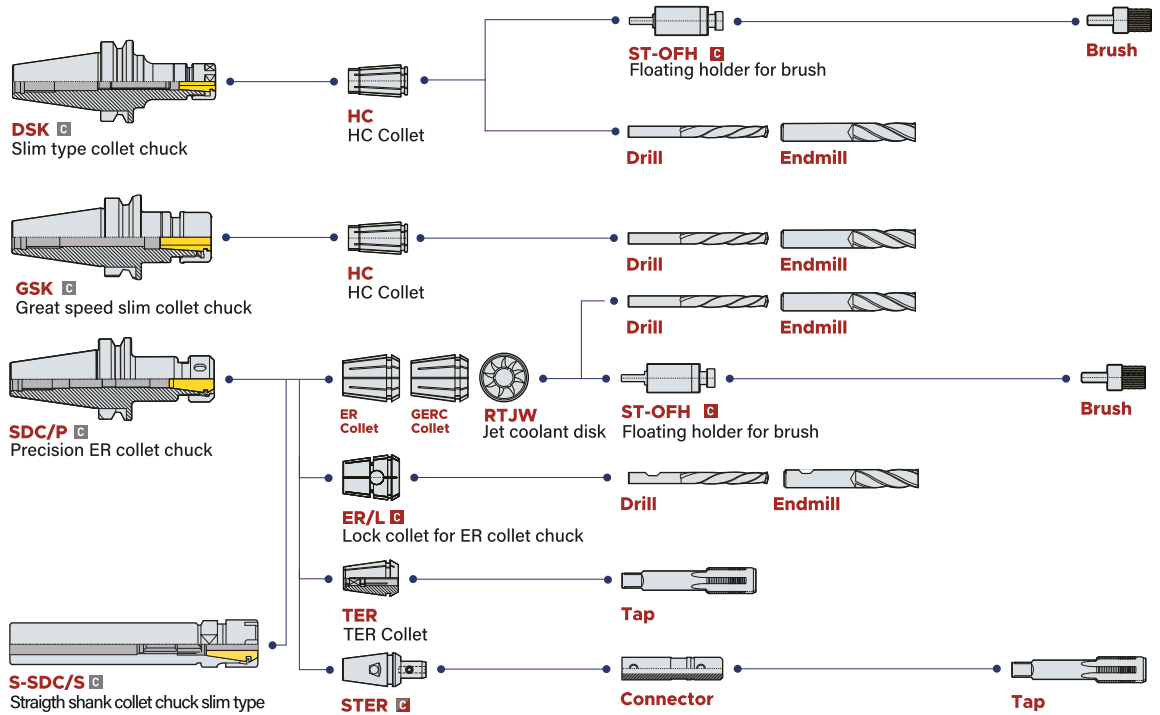 ST-OFH C
Floating holder for brush
Brush
DSK C
Slim type collet chuck
HC
HC Collet
Drill
Endmill
GSK C
Great speed slim collet chuck
HC
HC Collet
Drill
Endmill
Drill
Endmill
SDC/P C
Precision ER collet chuck
ER
Collet
GERC
Collet
RTJW
Jet coolant disk
ST-OFH C
Floating holder for brush
Brush
ER/L C
Lock collet for ER collet chuck
Drill
Endmill
TER
TER Collet
Tap
S-SDC/S C
Straigth shank collet chuck slim type
STER C
Connector
Tap